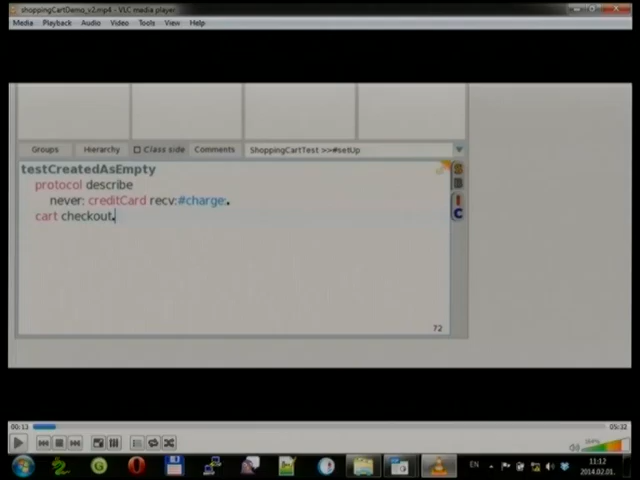 shoppingCartDemo_v2.mp4 - VLC media player
Media Playback Audio Video Tools View Help
Groups Hierarchy Class side Comments ShoppingCartTest >>#setUp
testCreatedAsEmpty
protocol describe
never: creditCard recv:#charge:.
cart checkout.
S
B
I
C
72
00:13
05:32
EN
11:12
2014.02.01.